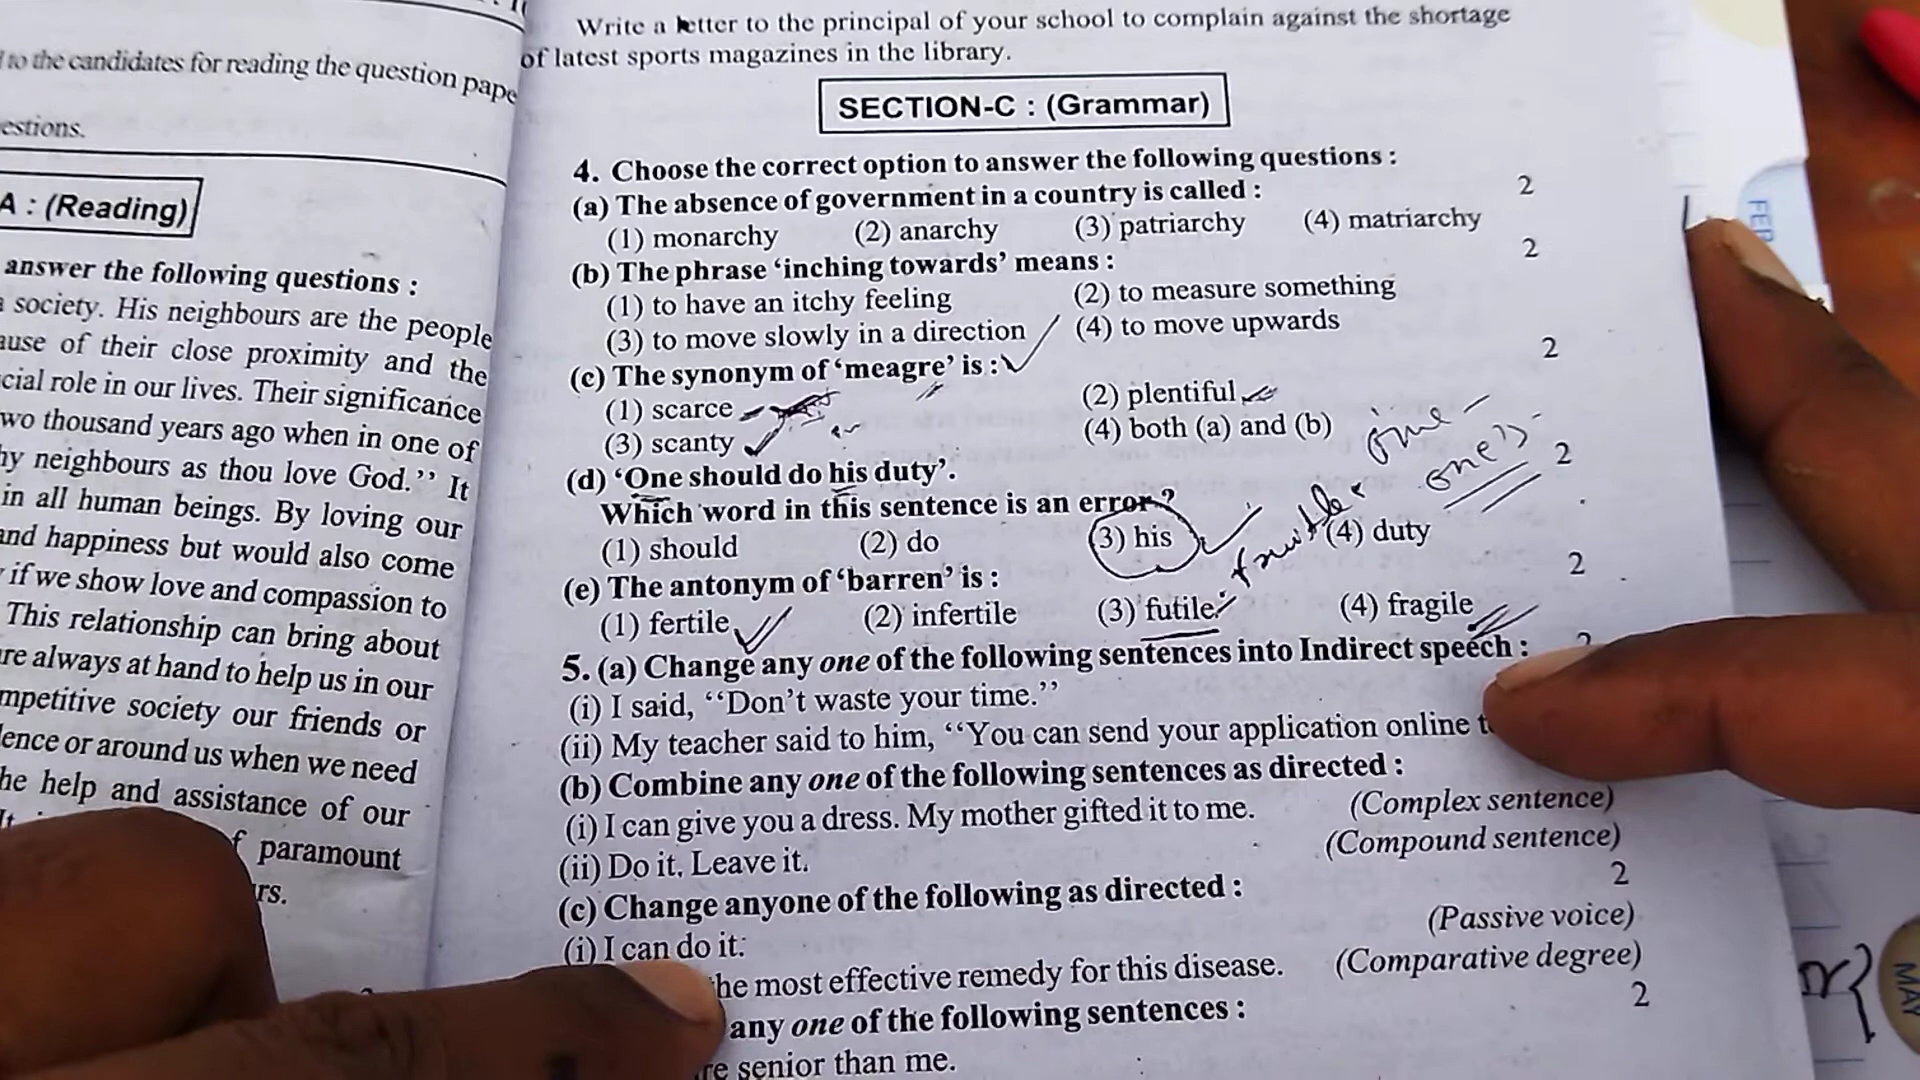 to the candidates for reading the question pape
estions.
A : (Reading)
answer the following questions :
society. His neighbours are the people
ause of their close proximity and the
cial role in our lives. Their significance
wo thousand years ago when in one of
hy neighbours as thou love God.’’ It
in all human beings. By loving our
and happiness but would also come
if we show love and compassion to
This relationship can bring about
re always at hand to help us in our
mpetitive society our friends or
lence or around us when we need
he help and assistance of our
paramount
rs.
Write a letter to the principal of your school to complain against the shortage
of latest sports magazines in the library.
SECTION-C : (Grammar)
4. Choose the correct option to answer the following questions :
(a) The absence of government in a country is called : 2
(1) monarchy (2) anarchy (3) patriarchy (4) matriarchy
(b) The phrase ‘inching towards’ means : 2
(1) to have an itchy feeling (2) to measure something
(3) to move slowly in a direction (4) to move upwards
(c) The synonym of ‘meagre’ is : 2
(1) scarce (2) plentiful
(3) scanty (4) both (a) and (b)
one
one's
(d) ‘One should do his duty’. 2
Which word in this sentence is an error ?
(1) should (2) do (3) his (4) duty
(e) The antonym of ‘barren’ is : 2
(1) fertile (2) infertile (3) futile (4) fragile
5. (a) Change any one of the following sentences into Indirect speech : 2
(i) I said, ‘‘Don’t waste your time.’’
(ii) My teacher said to him, ‘‘You can send your application online
(b) Combine any one of the following sentences as directed :
(i) I can give you a dress. My mother gifted it to me. (Complex sentence)
(ii) Do it. Leave it. (Compound sentence)
(c) Change anyone of the following as directed : 2
(i) I can do it. (Passive voice)
he most effective remedy for this disease. (Comparative degree)
any one of the following sentences : 2
re senior than me.
FEB
MAY